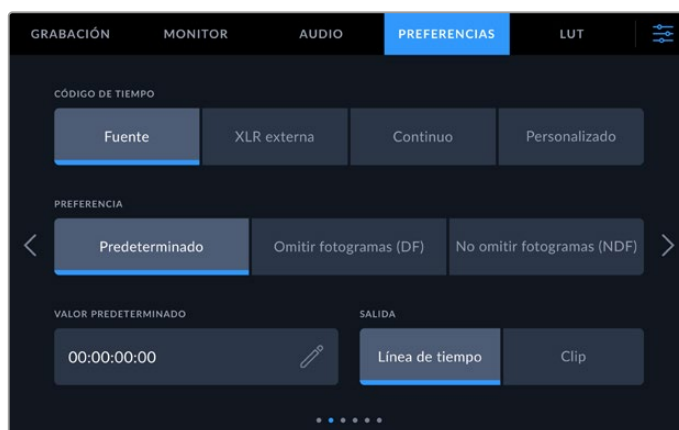 GRABACIÓN MONITOR AUDIO PREFERENCIAS LUT
CÓDIGO DE TIEMPO
Fuente XLR externa Continuo Personalizado
PREFERENCIA
Predeterminado Omitir fotogramas (DF) No omitir fotogramas (NDF)
VALOR PREDETERMINADO SALIDA
00:00:00:00 Línea de tiempo Clip